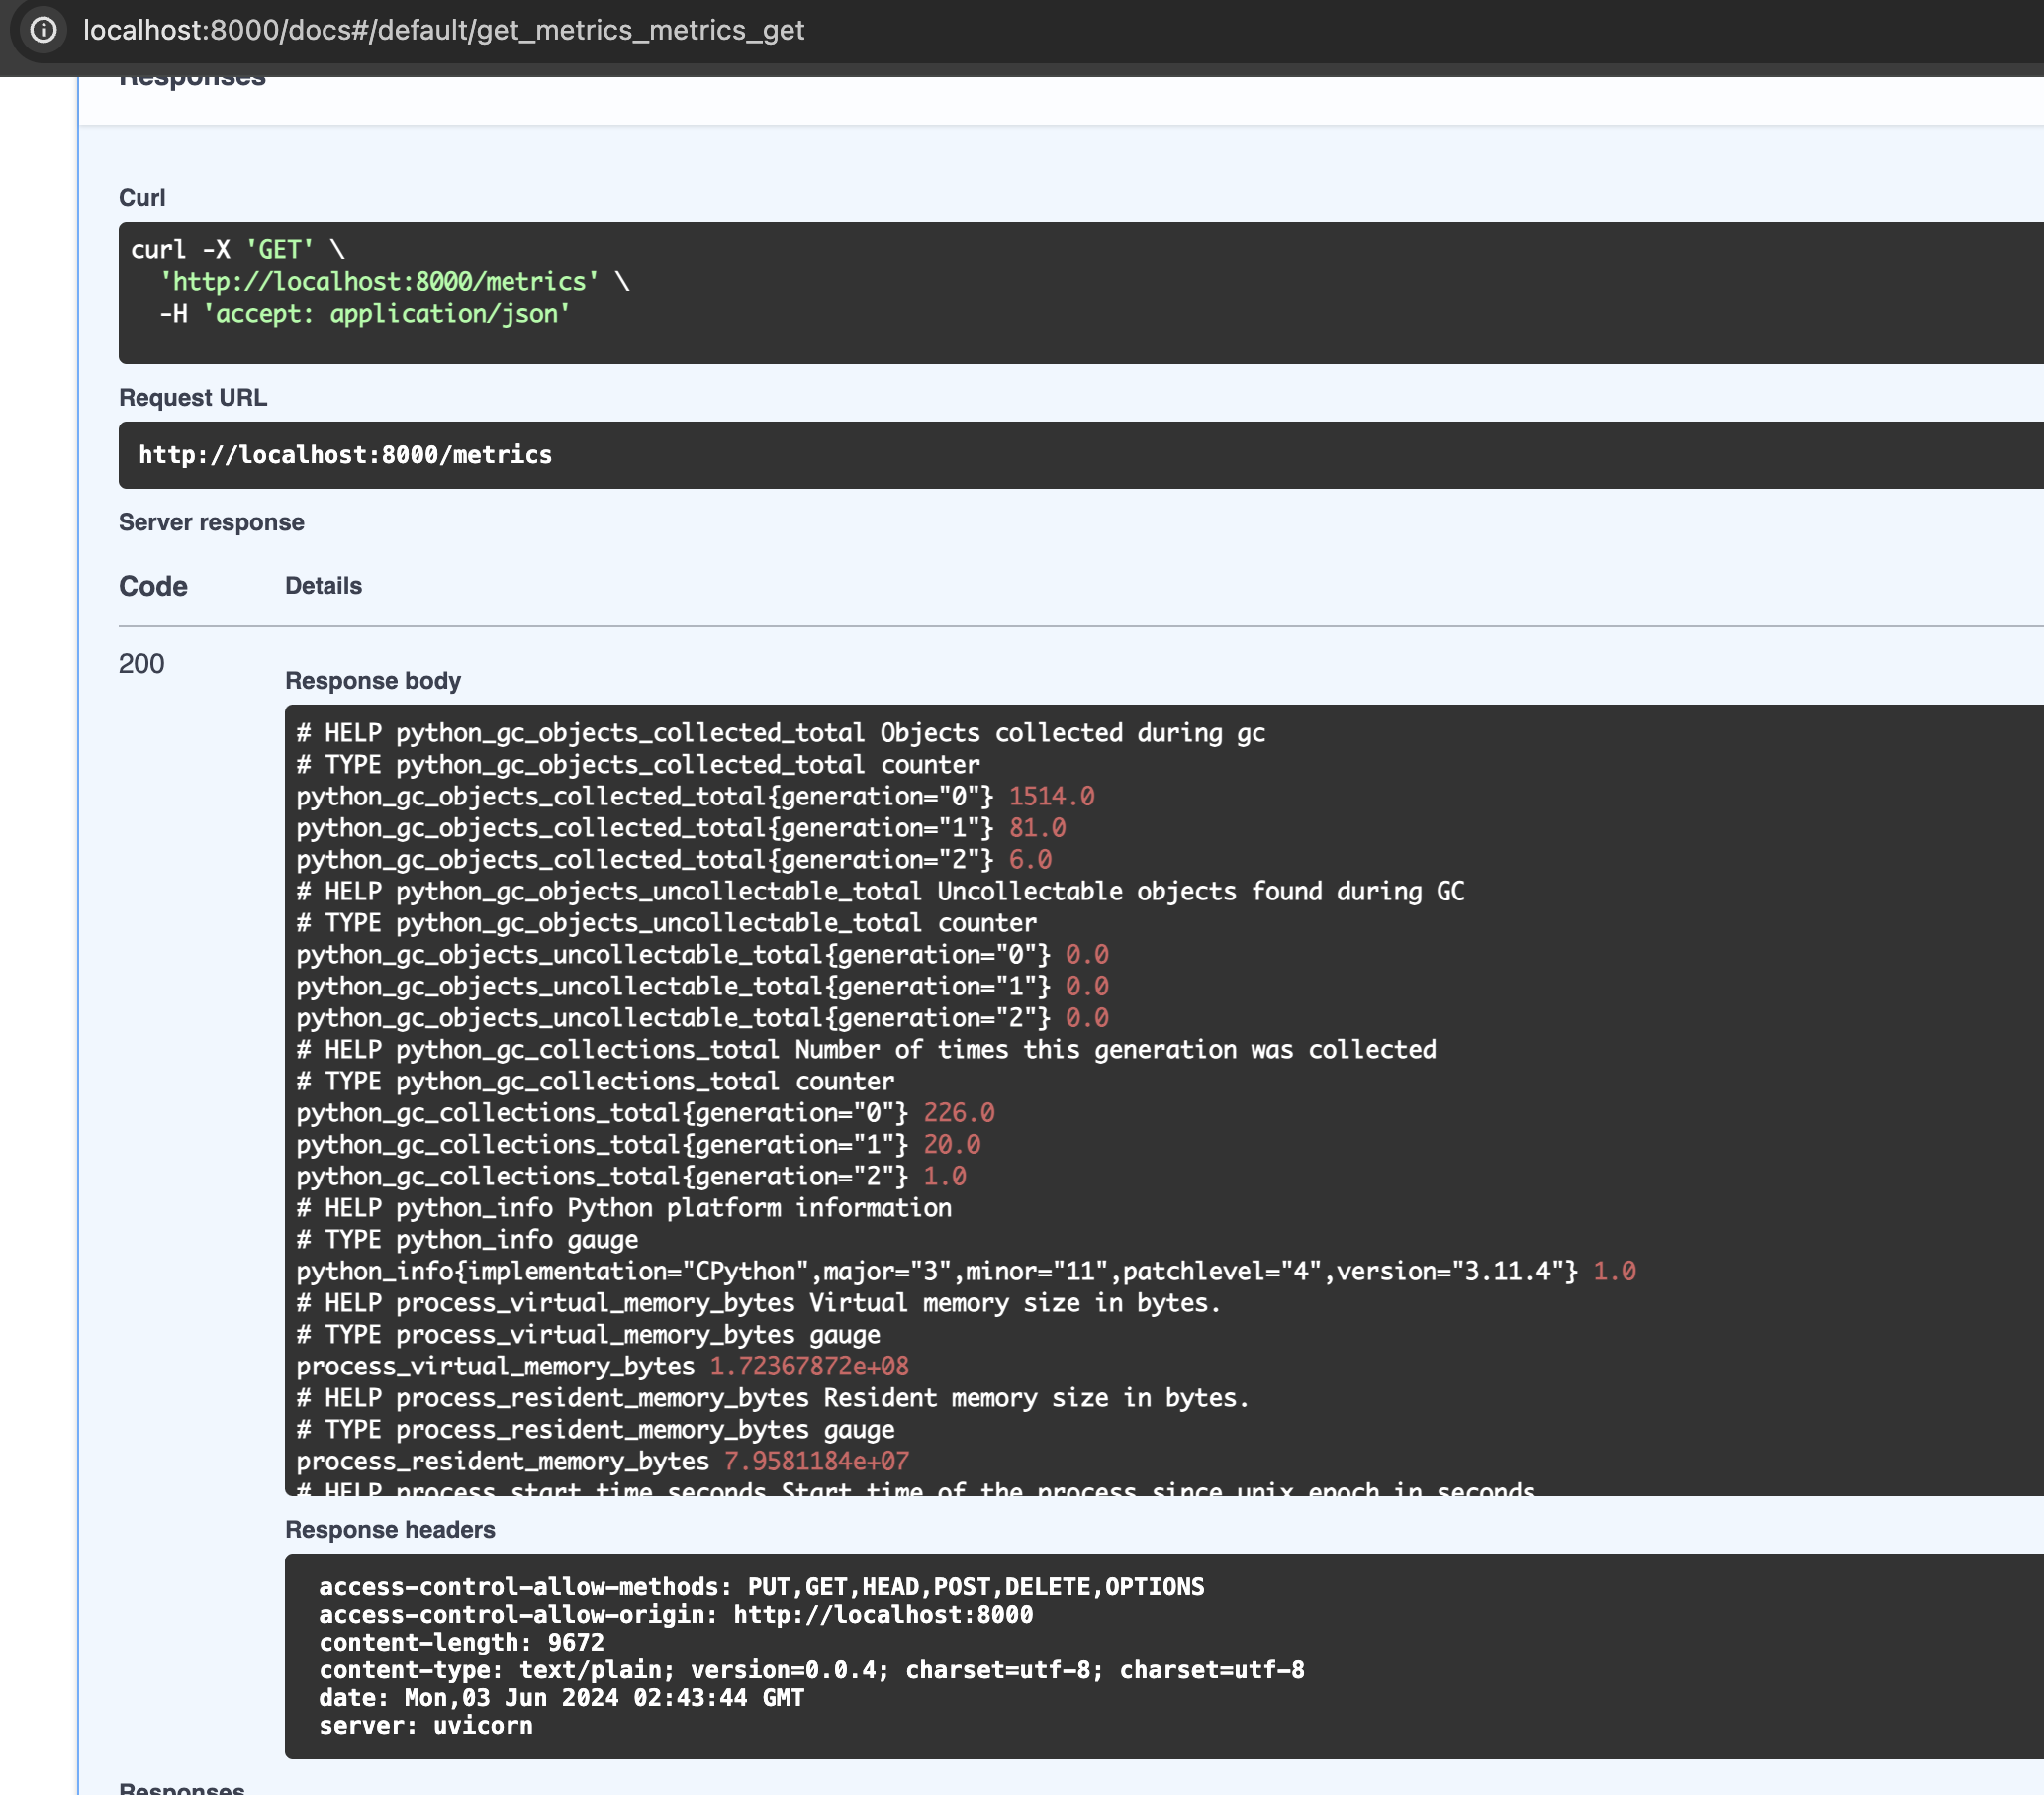 localhost:8000/docs#/default/get_metrics_metrics_get
Responses
Curl
curl -X 'GET' \
  'http://localhost:8000/metrics' \
  -H 'accept: application/json'
Request URL
http://localhost:8000/metrics
Server response
Code Details
200
Response body
# HELP python_gc_objects_collected_total Objects collected during gc
# TYPE python_gc_objects_collected_total counter
python_gc_objects_collected_total{generation="0"} 1514.0
python_gc_objects_collected_total{generation="1"} 81.0
python_gc_objects_collected_total{generation="2"} 6.0
# HELP python_gc_objects_uncollectable_total Uncollectable objects found during GC
# TYPE python_gc_objects_uncollectable_total counter
python_gc_objects_uncollectable_total{generation="0"} 0.0
python_gc_objects_uncollectable_total{generation="1"} 0.0
python_gc_objects_uncollectable_total{generation="2"} 0.0
# HELP python_gc_collections_total Number of times this generation was collected
# TYPE python_gc_collections_total counter
python_gc_collections_total{generation="0"} 226.0
python_gc_collections_total{generation="1"} 20.0
python_gc_collections_total{generation="2"} 1.0
# HELP python_info Python platform information
# TYPE python_info gauge
python_info{implementation="CPython",major="3",minor="11",patchlevel="4",version="3.11.4"} 1.0
# HELP process_virtual_memory_bytes Virtual memory size in bytes.
# TYPE process_virtual_memory_bytes gauge
process_virtual_memory_bytes 1.72367872e+08
# HELP process_resident_memory_bytes Resident memory size in bytes.
# TYPE process_resident_memory_bytes gauge
process_resident_memory_bytes 7.9581184e+07
# HELP process_start_time_seconds Start time of the process since unix epoch in seconds
Response headers
access-control-allow-methods: PUT,GET,HEAD,POST,DELETE,OPTIONS
access-control-allow-origin: http://localhost:8000
content-length: 9672
content-type: text/plain; version=0.0.4; charset=utf-8; charset=utf-8
date: Mon,03 Jun 2024 02:43:44 GMT
server: uvicorn
Responses